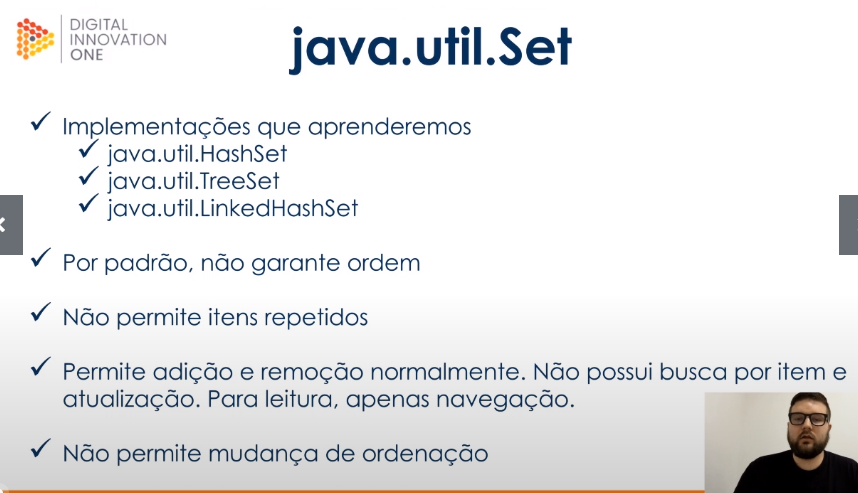 DIGITAL
INNOVATION
ONE
java.util.Set
Implementações que aprenderemos
java.util.HashSet
java.util.TreeSet
java.util.LinkedHashSet
Por padrão, não garante ordem
Não permite itens repetidos
Permite adição e remoção normalmente. Não possui busca por item e
atualização. Para leitura, apenas navegação.
Não permite mudança de ordenação